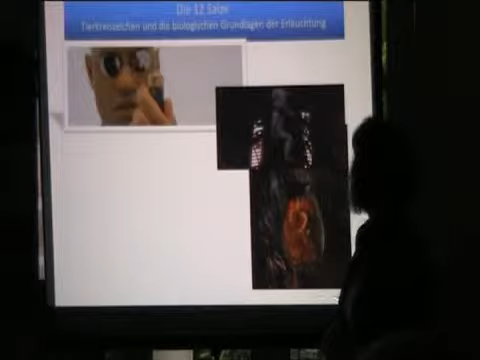 Die 12 Salze
Tierkreiszeichen und die biologischen Grundlagen der Erleuchtung